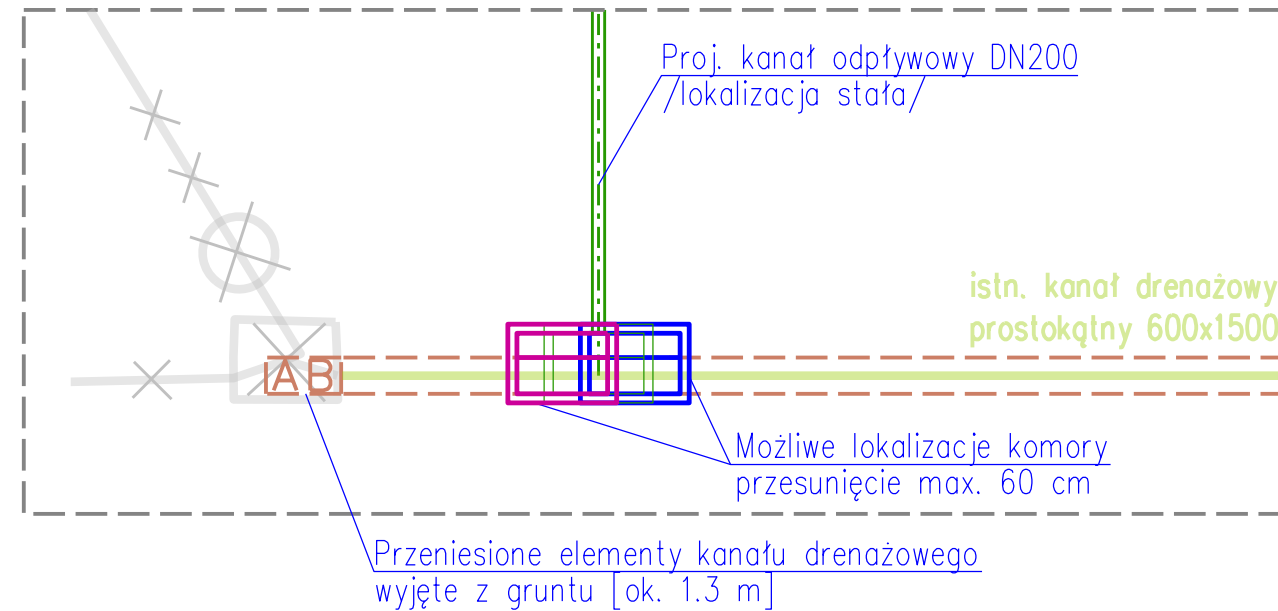 Proj. kanał odpływowy DN200
/lokalizacja stała/
istn. kanał drenażowy
prostokątny 600x1500
AB
Możliwe lokalizacje komory
przesunięcie max. 60 cm
Przeniesione elementy kanału drenażowego
wyjęte z gruntu [ok. 1.3 m]